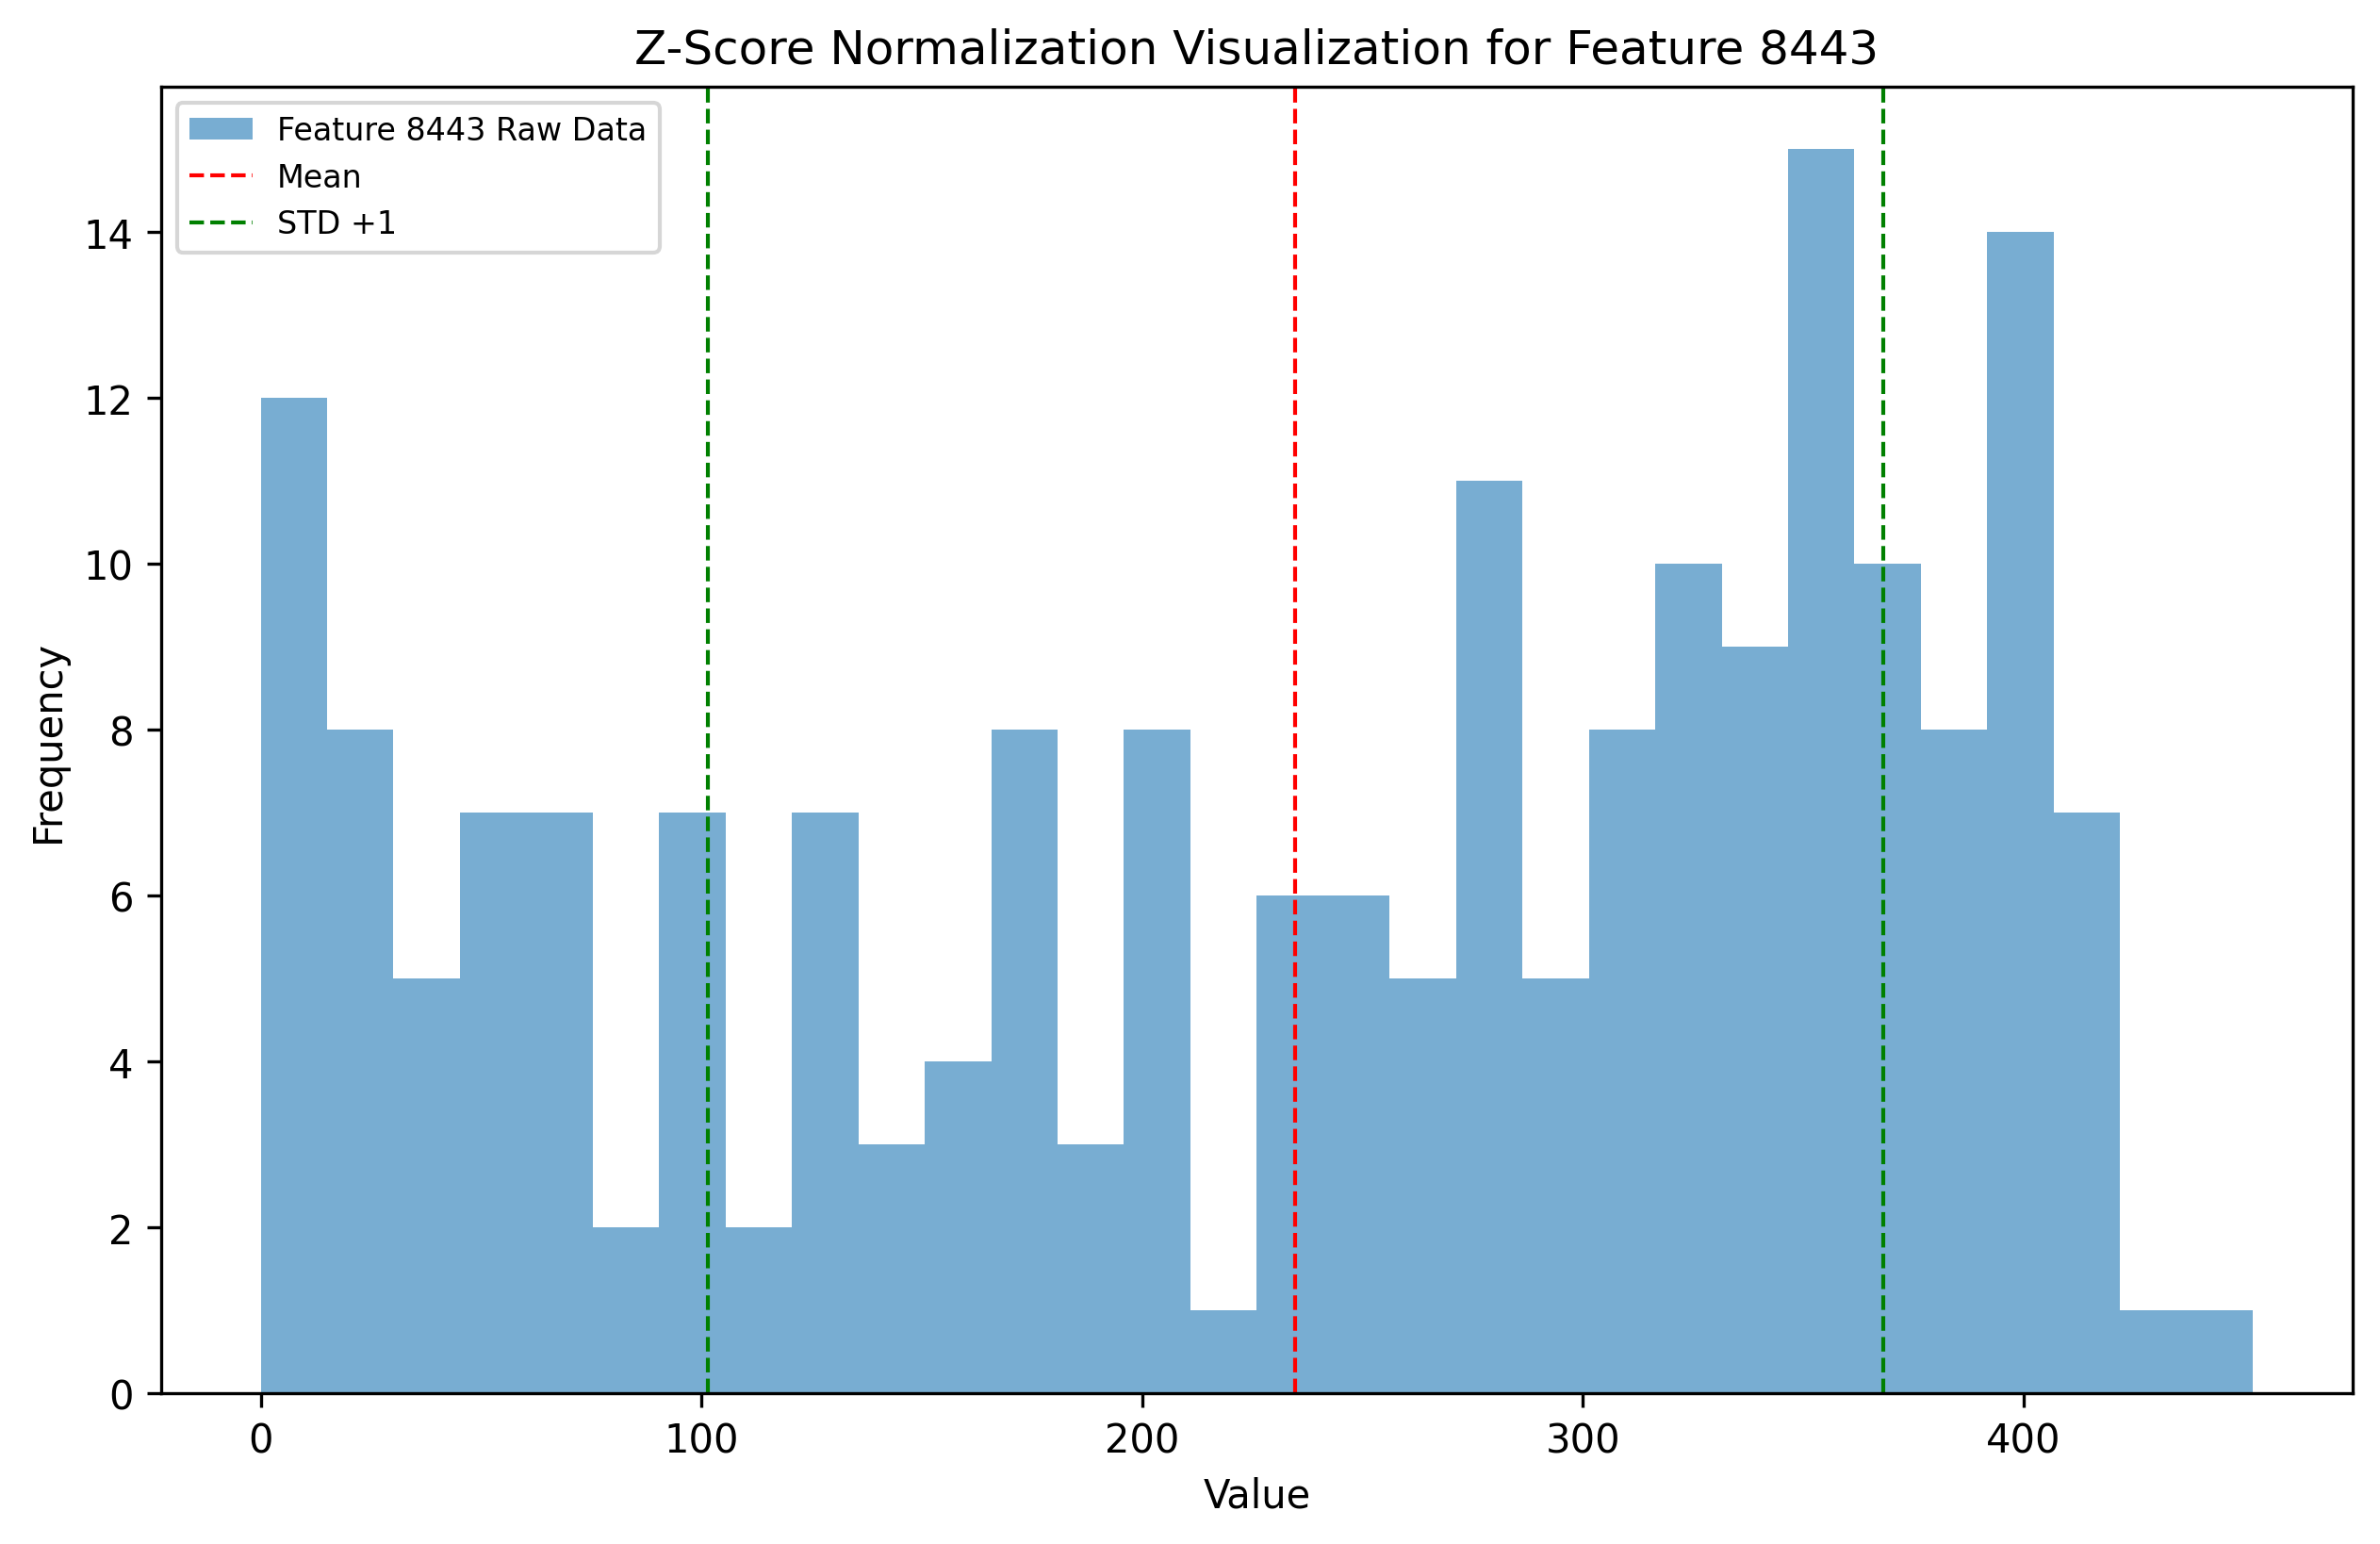 Z-Score Normalization Visualization for Feature 8443
Feature 8443 Raw Data
Mean
STD +1
14
12
10
8
6
4
2
0
Frequency
0 100 200 300 400
Value